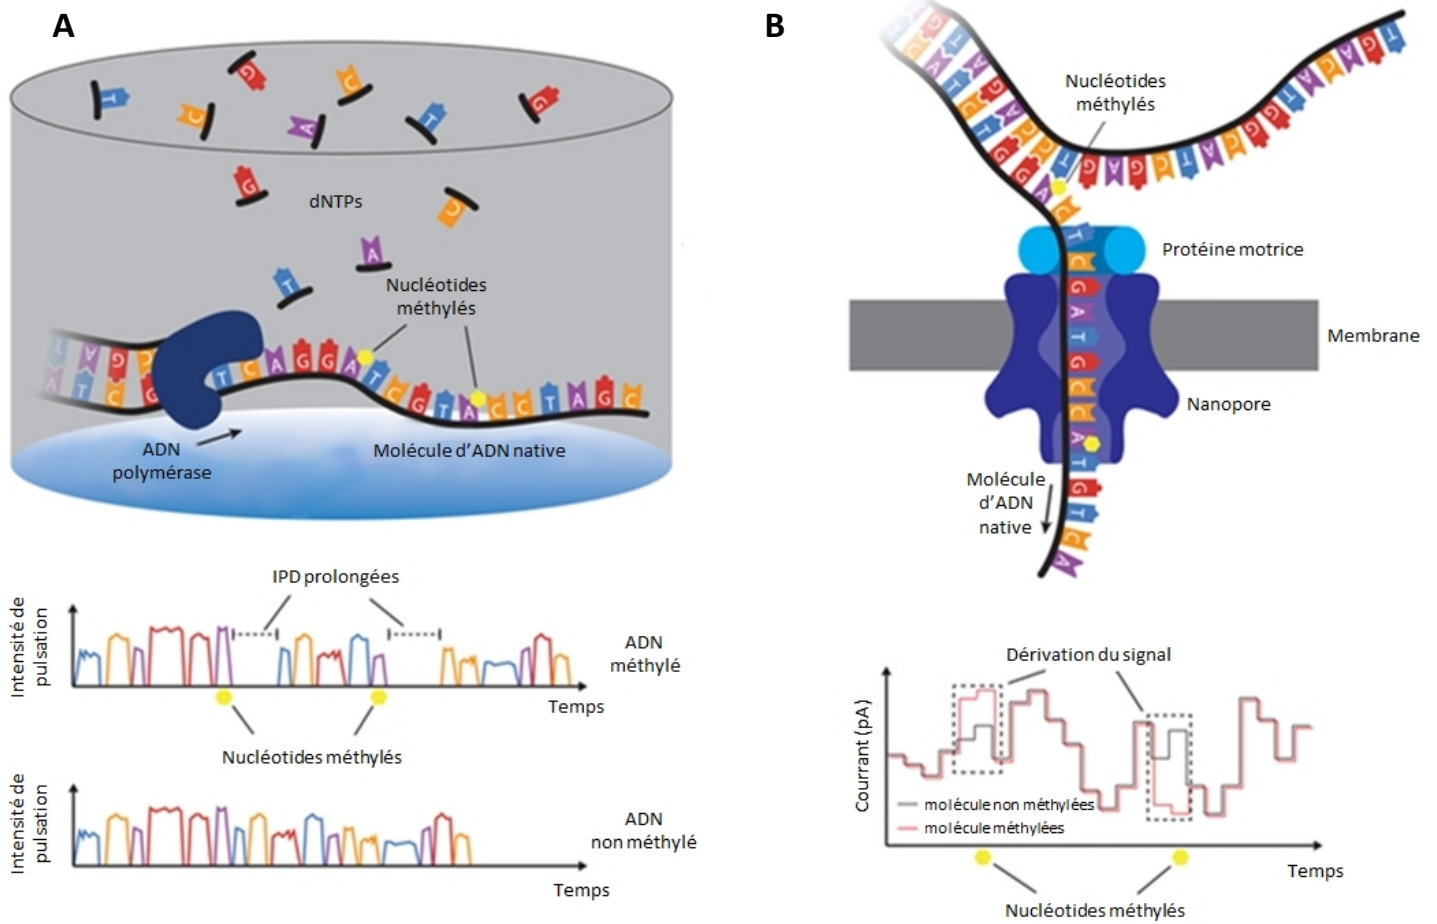 A
dNTPs
Nucléotides
méthylés
ADN
polymérase
Molécule d'ADN native
IPD prolongées
Intensité de
pulsation
ADN
méthylé
Temps
Nucléotides méthylés
Intensité de
pulsation
ADN
non méthylé
Temps
B
Nucléotides
méthylés
Protéine motrice
Membrane
Nanopore
Molécule
d'ADN
native
Dérivation du signal
Courrant (pA)
molécule non méthylées
molécule méthylées
Temps
Nucléotides méthylés